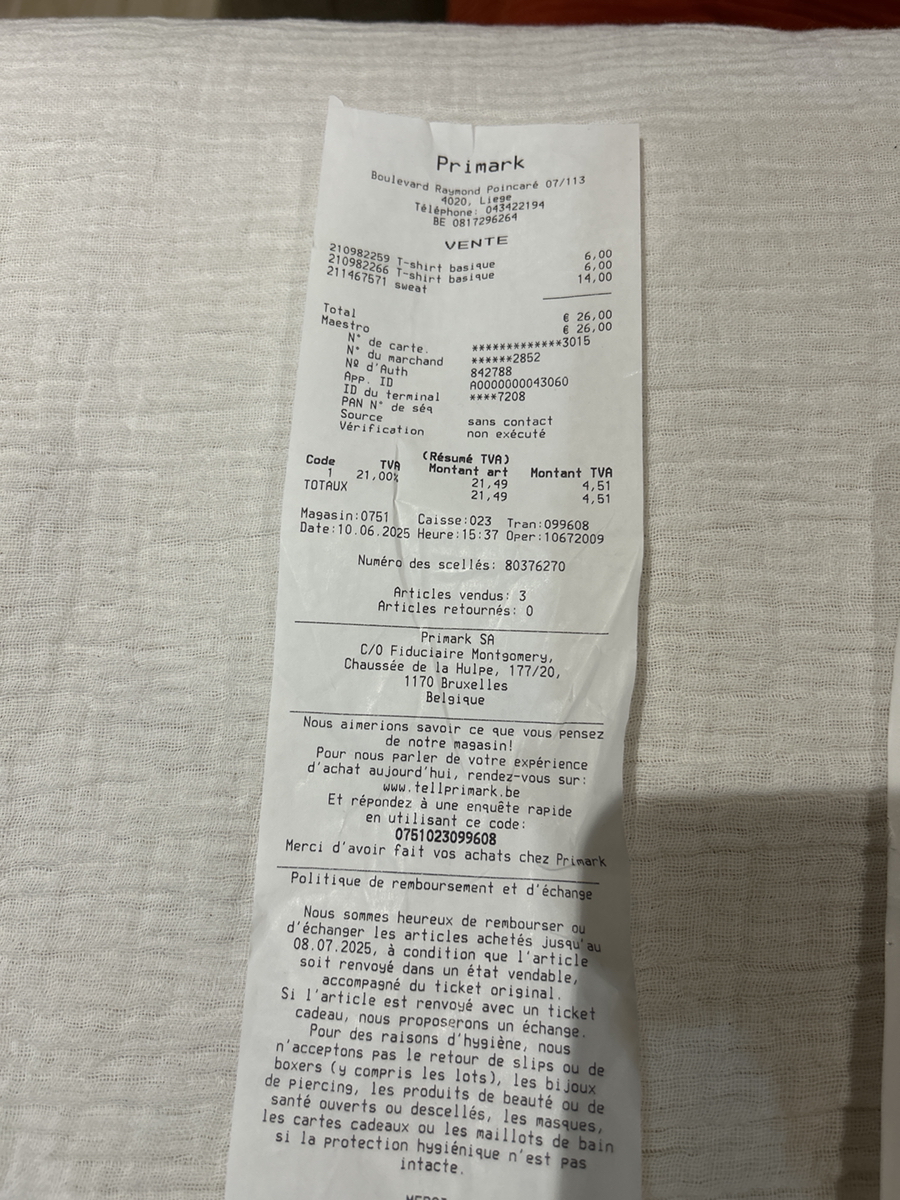 Primark
Boulevard Raymond Poincaré 07/113
4020, Liege
Téléphone: 043422194
BE 0817296264
VENTE
210982259 T-shirt basique 6,00
210982266 T-shirt basique 6,00
211467571 sweat 14,00
Total € 26,00
Maestro € 26,00
N° de carte. *************3015
N° du marchand ******2852
Nº d'Auth 842788
App. ID A0000000043060
ID du terminal ****7208
PAN N° de séq
Source sans contact
Vérification non exécuté
(Résumé TVA)
Code TVA Montant art Montant TVA
1 21,00% 21,49 4,51
TOTAUX 21,49 4,51
Magasin:0751 Caisse:023 Tran:099608
Date:10.06.2025 Heure:15:37 Oper:10672009
Numéro des scellés: 80376270
Articles vendus: 3
Articles retournés: 0
Primark SA
C/O Fiduciaire Montgomery,
Chaussée de la Hulpe, 177/20,
1170 Bruxelles
Belgique
Nous aimerions savoir ce que vous pensez
de notre magasin!
Pour nous parler de votre expérience
d'achat aujourd'hui, rendez-vous sur:
www.tellprimark.be
Et répondez à une enquête rapide
en utilisant ce code:
0751023099608
Merci d'avoir fait vos achats chez Primark
Politique de remboursement et d'échange
Nous sommes heureux de rembourser ou
d'échanger les articles achetés jusqu'au
08.07.2025, à condition que l'article
soit renvoyé dans un état vendable,
accompagné du ticket original.
Si l'article est renvoyé avec un ticket
cadeau, nous proposerons un échange.
Pour des raisons d'hygiène, nous
n'acceptons pas le retour de slips ou de
boxers (y compris les lots), les bijoux
de piercing, les produits de beauté ou de
santé ouverts ou descellés, les masques,
les cartes cadeaux ou les maillots de bain
si la protection hygiénique n'est pas
intacte.